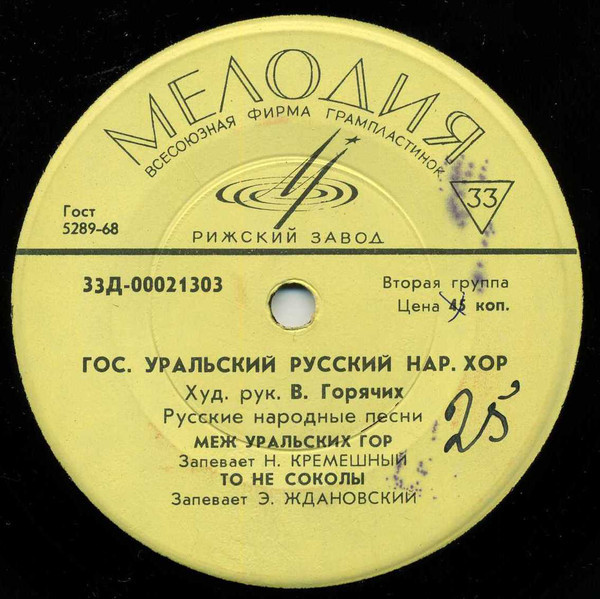 МЕЛОДИЯ
ВСЕСОЮЗНАЯ ФИРМА ГРАМПЛАСТИНОК
33
Гост
5289-68
РИЖСКИЙ ЗАВОД
33Д-00021303
Вторая группа
Цена 45 коп.
ГОС. УРАЛЬСКИЙ РУССКИЙ НАР. ХОР
Худ. рук. В. Горячих
Русские народные песни
25
МЕЖ УРАЛЬСКИХ ГОР
Запевает Н. КРЕМЕШНЫЙ
ТО НЕ СОКОЛЫ
Запевает Э. ЖДАНОВСКИЙ